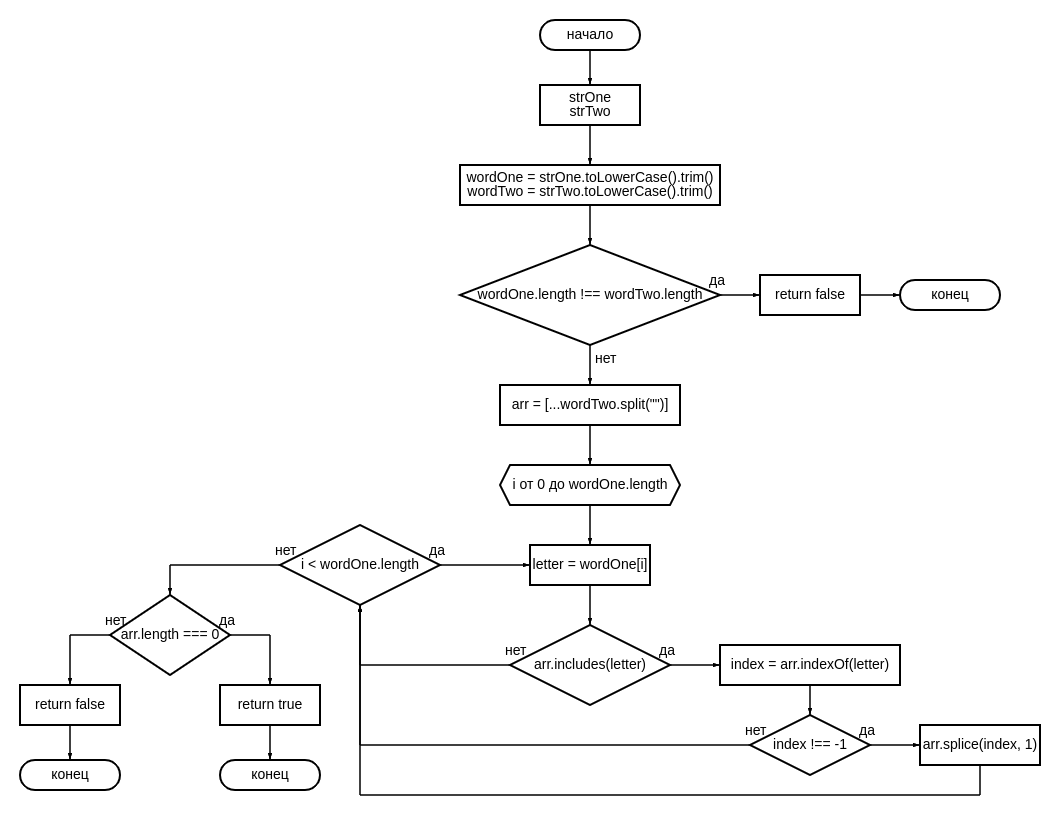 начало
strOne
strTwo
wordOne = strOne.toLowerCase().trim()
wordTwo = strTwo.toLowerCase().trim()
wordOne.length !== wordTwo.length
да
return false
конец
нет
arr = [...wordTwo.split("")]
i от 0 до wordOne.length
нет
i < wordOne.length
да
letter = wordOne[i]
нет
arr.length === 0
да
нет
arr.includes(letter)
да
index = arr.indexOf(letter)
return false
return true
нет
index !== -1
да
arr.splice(index, 1)
конец
конец